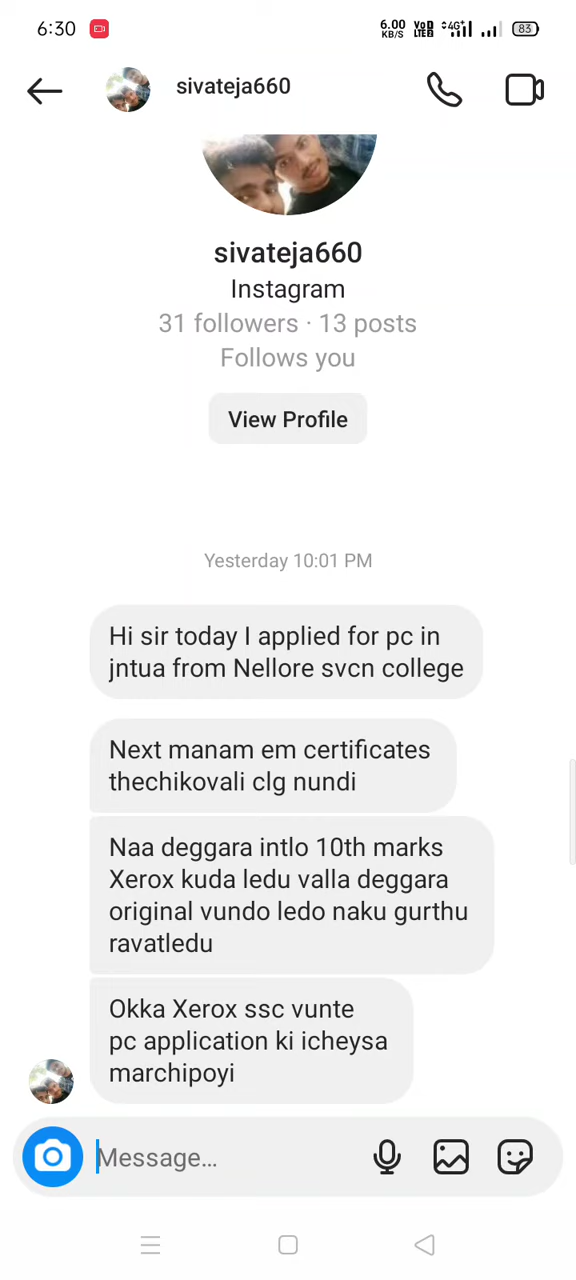 6:30
6.00
KB/S
VoD
LTE2
4G+
83
sivateja660
sivateja660
Instagram
31 followers · 13 posts
Follows you
View Profile
Yesterday 10:01 PM
Hi sir today I applied for pc in
jntua from Nellore svcn college
Next manam em certificates
thechikovali clg nundi
Naa deggara intlo 10th marks
Xerox kuda ledu valla deggara
original vundo ledo naku gurthu
ravatledu
Okka Xerox ssc vunte
pc application ki icheysa
marchipoyi
Message...